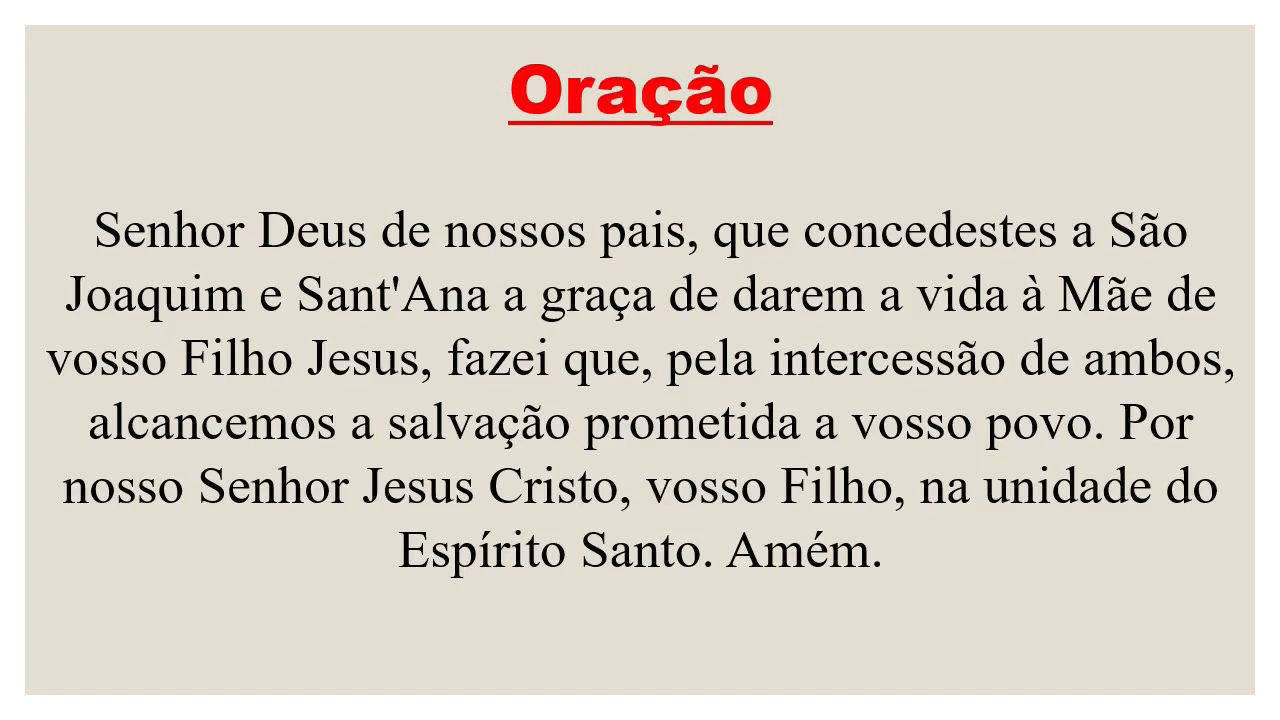 Oração
Senhor Deus de nossos pais, que concedestes a São
Joaquim e Sant'Ana a graça de darem a vida à Mãe de
vosso Filho Jesus, fazei que, pela intercessão de ambos,
alcancemos a salvação prometida a vosso povo. Por
nosso Senhor Jesus Cristo, vosso Filho, na unidade do
Espírito Santo. Amém.